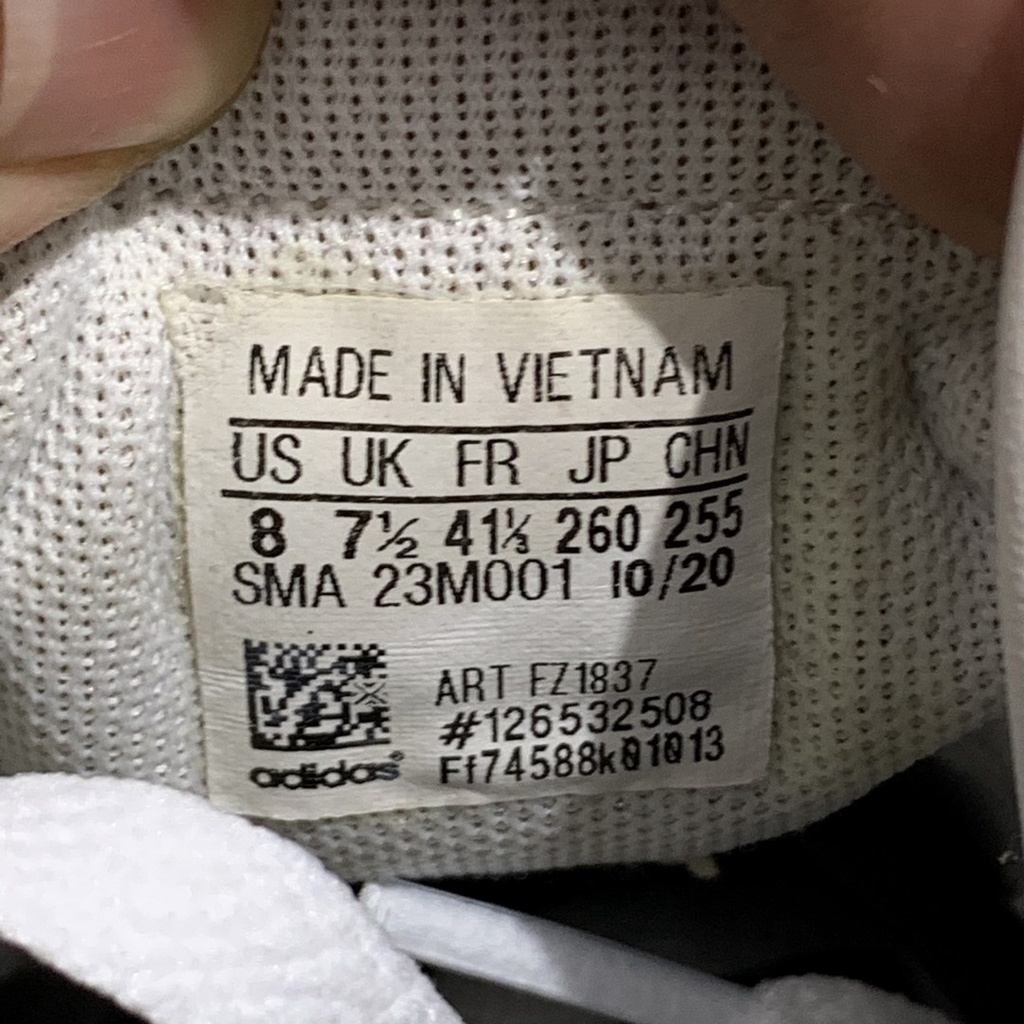 MADE IN VIETNAM
US UK FR JP CHN
8 7½ 41⅓ 260 255
SMA 23M001 10/20
ART FZ1837
#126532508
Ff74588k01013
adidas